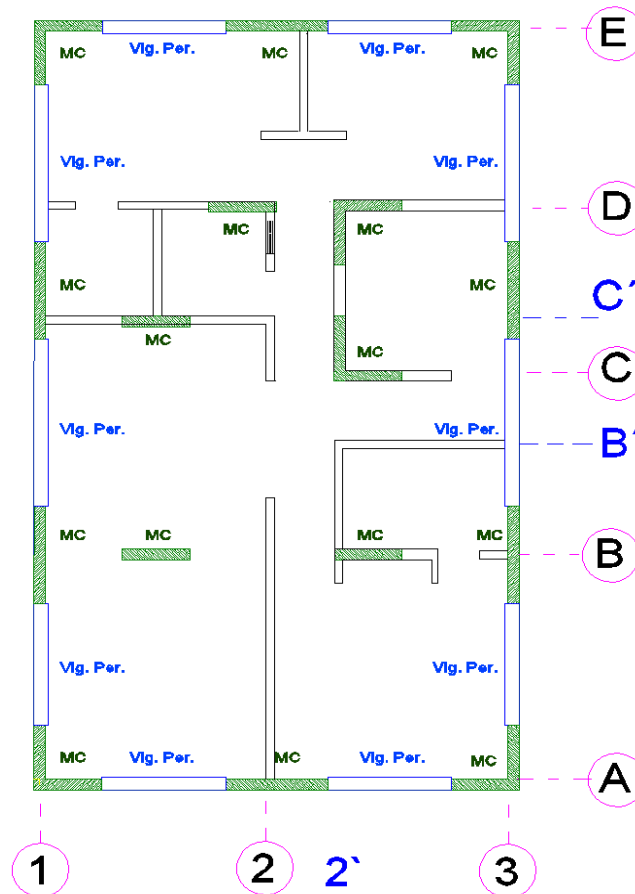 E
MC Vig. Per. MC Vig. Per. MC
Vig. Per. Vig. Per.
D
MC MC
MC MC
C´
MC
MC
C
Vig. Per. Vig. Per.
B´
MC MC MC MC
B
Vig. Per. Vig. Per.
MC Vig. Per. MC Vig. Per. MC
A
1 2 2` 3